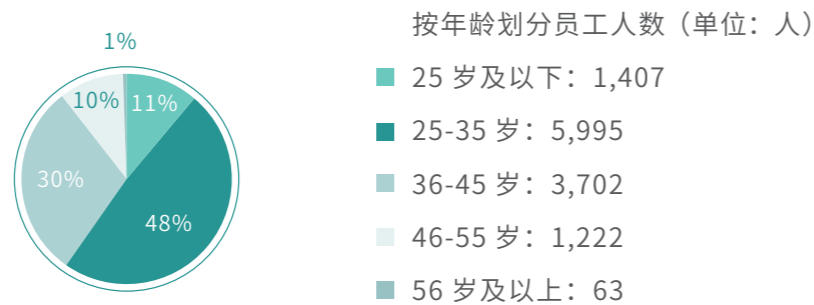 1%
10%
11%
30%
48%
按年龄划分员工人数（单位：人）
25 岁及以下：1,407
25-35 岁：5,995
36-45 岁：3,702
46-55 岁：1,222
56 岁及以上：63